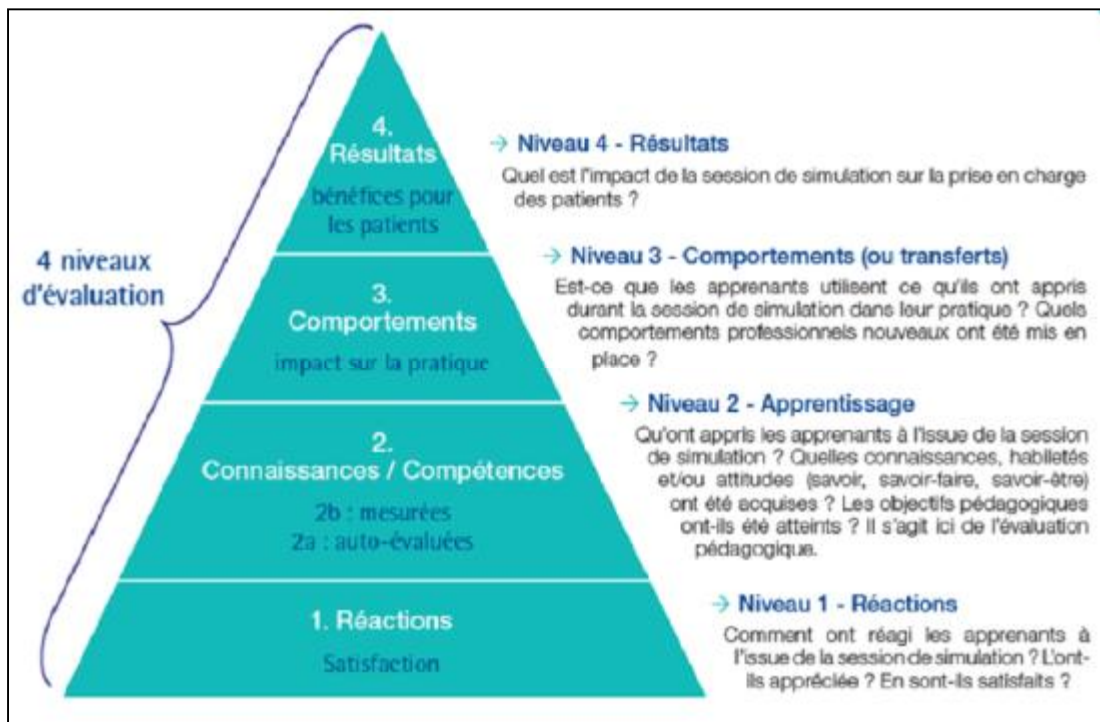 4 niveaux
d'évaluation
4.
Résultats
bénéfices pour
les patients
3.
Comportements
impact sur la pratique
2.
Connaissances / Compétences
2b : mesurées
2a : auto-évaluées
1. Réactions
Satisfaction
→ Niveau 4 - Résultats
Quel est l'impact de la session de simulation sur la prise en charge
des patients ?
→ Niveau 3 - Comportements (ou transferts)
Est-ce que les apprenants utilisent ce qu'ils ont appris
durant la session de simulation dans leur pratique ? Quels
comportements professionnels nouveaux ont été mis en
place ?
→ Niveau 2 - Apprentissage
Qu'ont appris les apprenants à l'issue de la session
de simulation ? Quelles connaissances, habiletés
et/ou attitudes (savoir, savoir-faire, savoir-être)
ont été acquises ? Les objectifs pédagogiques
ont-ils été atteints ? Il s'agit ici de l'évaluation
pédagogique.
→ Niveau 1 - Réactions
Comment ont réagi les apprenants à
l'issue de la session de simulation ? L'ont-
ils appréciée ? En sont-ils satisfaits ?